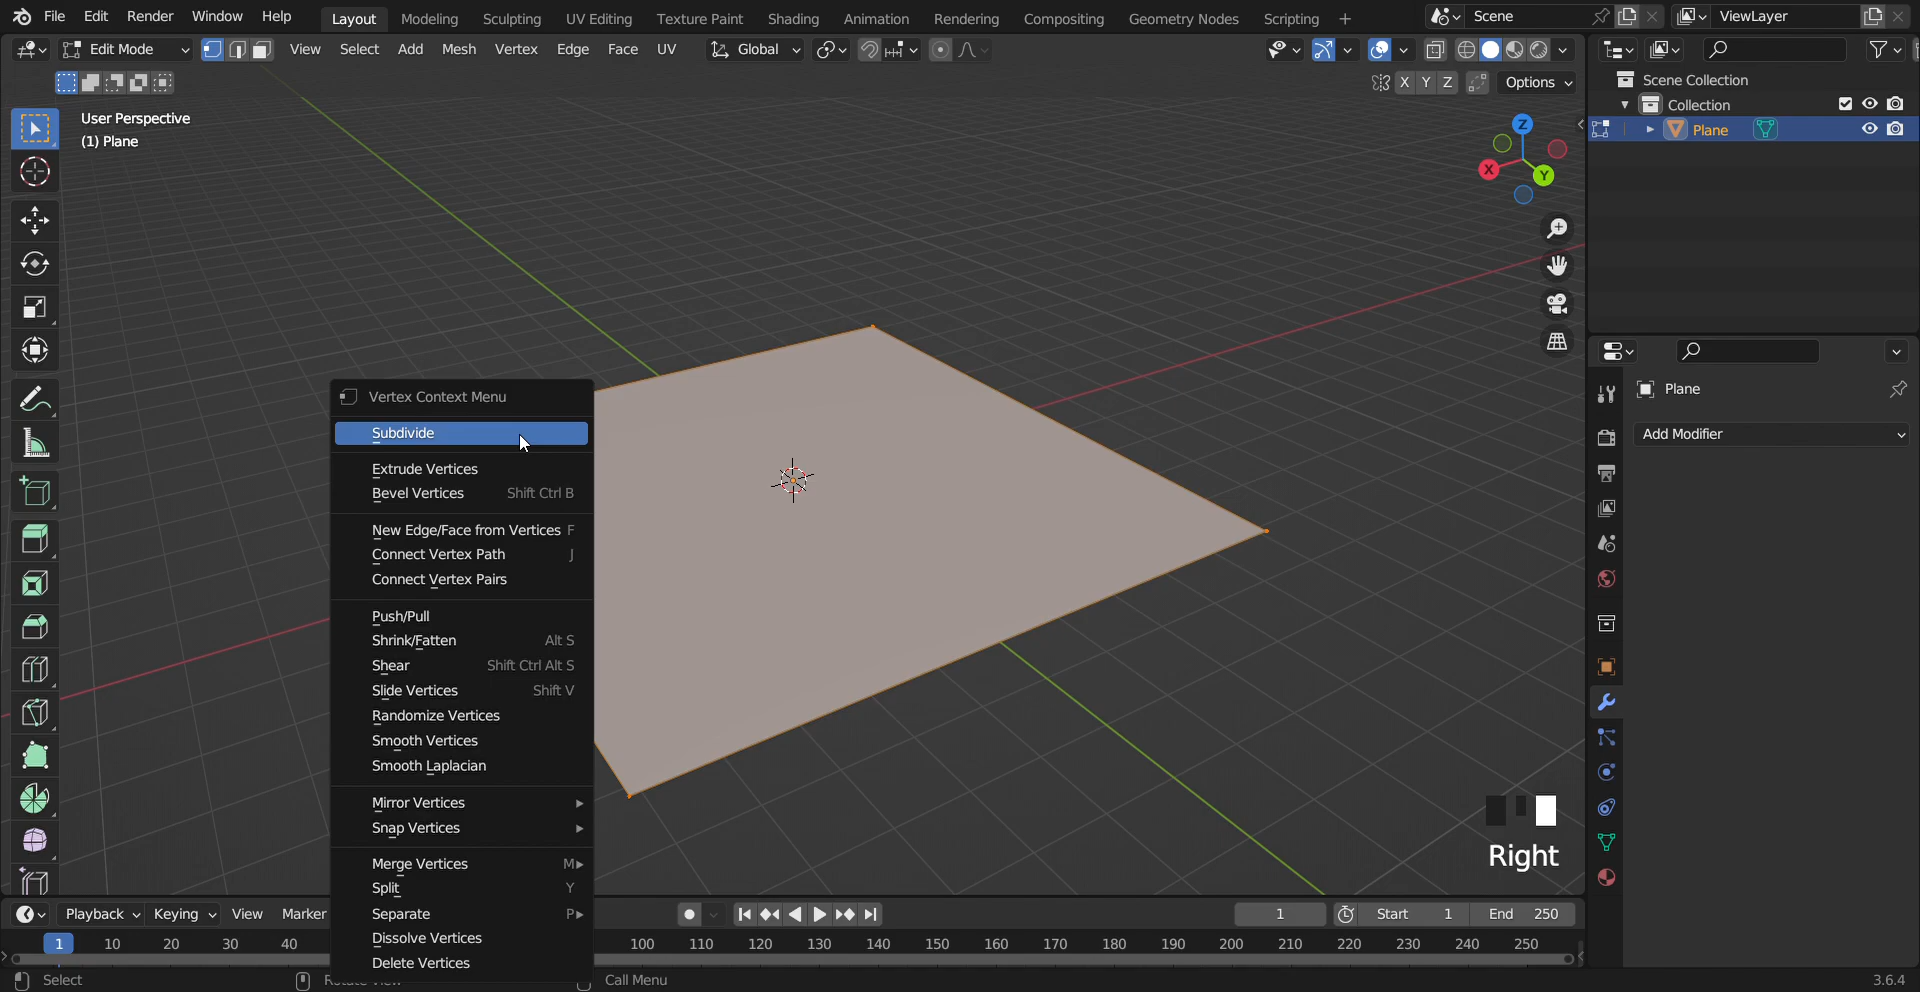 File Edit Render Window Help Layout Modeling Sculpting UV Editing Texture Paint Shading Animation Rendering Compositing Geometry Nodes Scripting + Scene ViewLayer
Edit Mode View Select Add Mesh Vertex Edge Face UV Global
X Y Z Options
User Perspective
(1) Plane
Z
X
Y
Scene Collection
Collection
Plane
Plane
Add Modifier
Vertex Context Menu
Subdivide
Extrude Vertices
Bevel Vertices Shift Ctrl B
New Edge/Face from Vertices F
Connect Vertex Path J
Connect Vertex Pairs
Push/Pull
Shrink/Fatten Alt S
Shear Shift Ctrl Alt S
Slide Vertices Shift V
Randomize Vertices
Smooth Vertices
Smooth Laplacian
Mirror Vertices
Snap Vertices
Merge Vertices M
Split Y
Separate P
Dissolve Vertices
Delete Vertices
Right
Playback Keying View Marker 1 Start 1 End 250
1 10 20 30 40 100 110 120 130 140 150 160 170 180 190 200 210 220 230 240 250
Select Call Menu 3.6.4